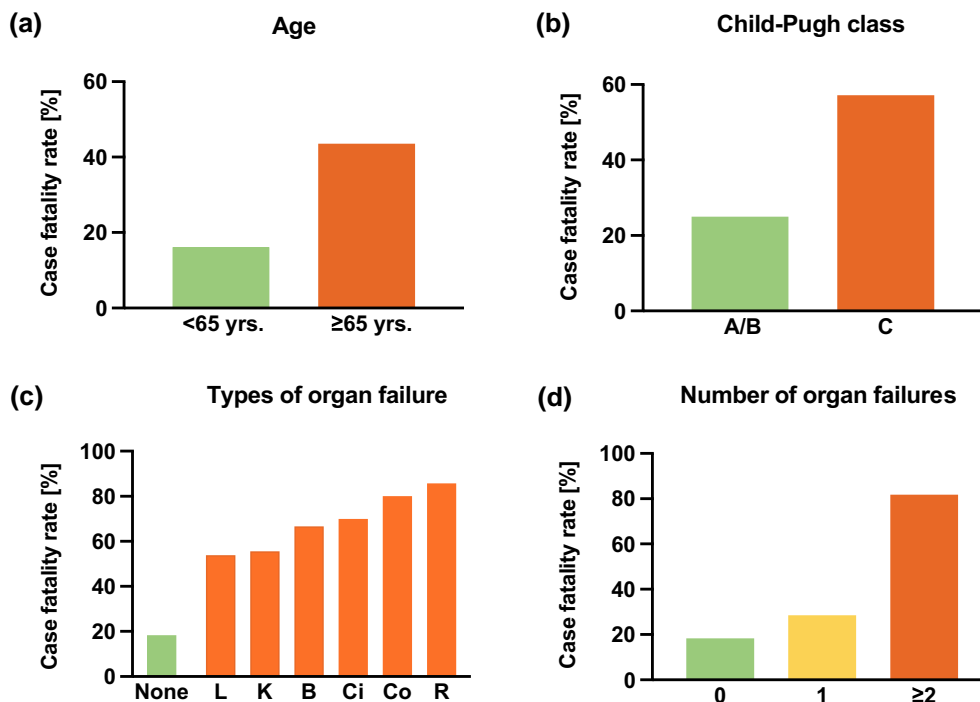 (a)
Age
Case fatality rate [%]
60
40
20
0
<65 yrs.
≥65 yrs.
(b)
Child-Pugh class
Case fatality rate [%]
60
40
20
0
A/B
C
(c)
Types of organ failure
Case fatality rate [%]
100
80
60
40
20
0
None L K B Ci Co R
(d)
Number of organ failures
Case fatality rate [%]
100
80
60
40
20
0
0 1 ≥2